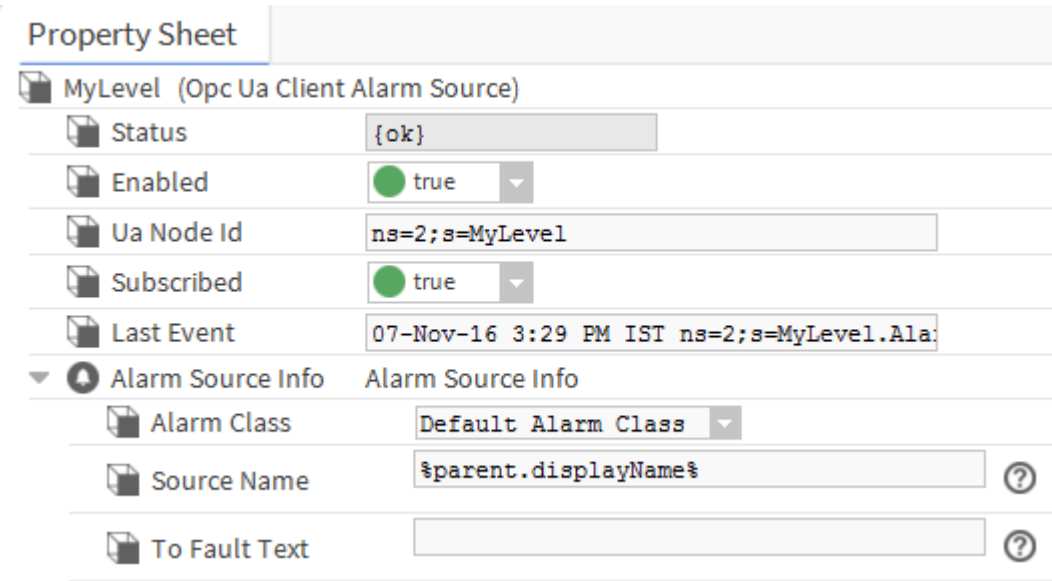 Property Sheet
MyLevel (Opc Ua Client Alarm Source)
Status {ok}
Enabled true
Ua Node Id ns=2;s=MyLevel
Subscribed true
Last Event 07-Nov-16 3:29 PM IST ns=2;s=MyLevel.Ala
Alarm Source Info Alarm Source Info
Alarm Class Default Alarm Class
Source Name %parent.displayName% ?
To Fault Text ?